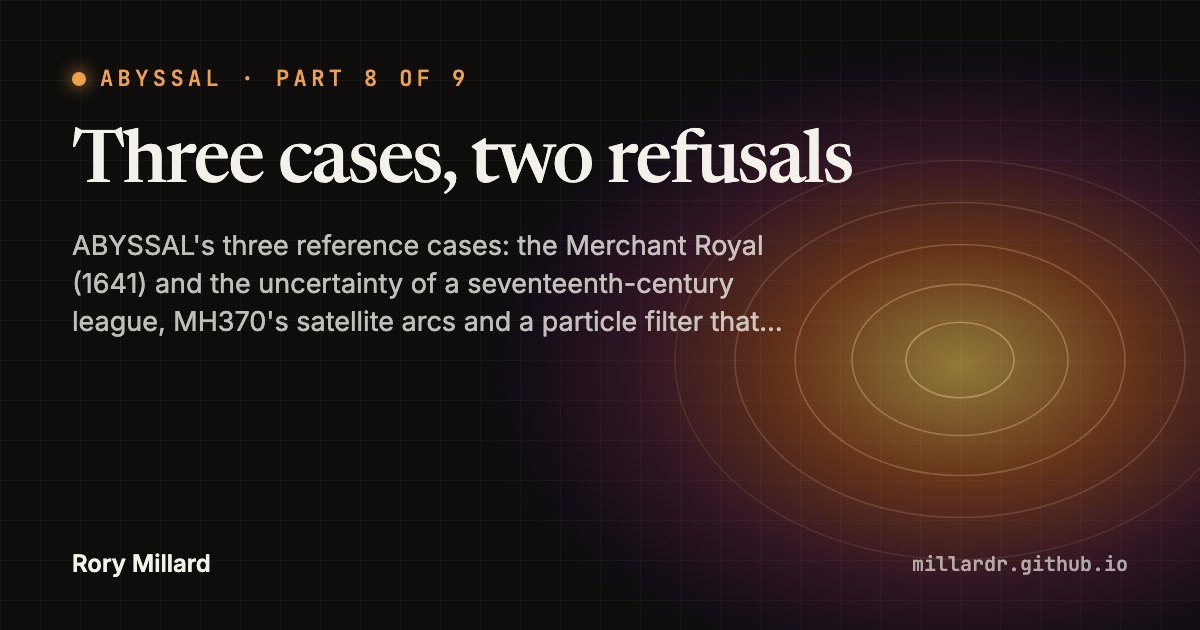 ABYSSAL · PART 8 OF 9
Three cases, two refusals
ABYSSAL's three reference cases: the Merchant Royal
(1641) and the uncertainty of a seventeenth-century
league, MH370's satellite arcs and a particle filter that...
Rory Millard
millardr.github.io